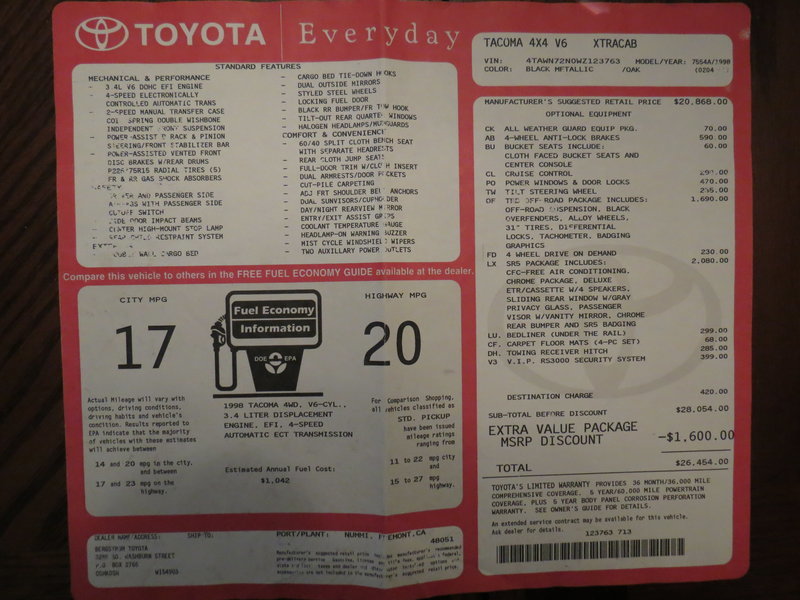 TOYOTA Everyday
STANDARD FEATURES
MECHANICAL & PERFORMANCE
- 3.4L V6 DOHC EFI ENGINE
- 4-SPEED ELECTRONICALLY
CONTROLLED AUTOMATIC TRANS
- 2-SPEED MANUAL TRANSFER CASE
SPRING DOUBLE WISHBONE
INDEPENDENT SUSPENSION
- POWER-ASSIST RACK & PINION
STEERING/FRONT STABILIZER BAR
- POWER-ASSISTED VENTED FRONT
DISC BRAKES W/REAR DRUMS
RADIAL TIRES (5)
FR & RR GAS SHOCK ABSORBERS
AND PASSENGER SIDE
WITH PASSENGER SIDE
SWITCH
DOOR IMPACT BEAMS
- CENTER HIGH-MOUNT STOP LAMP
RESTRAINT SYSTEM
CARGO BED
- CARGO BED TIE-DOWN HOOKS
- DUAL OUTSIDE MIRRORS
- STYLED STEEL WHEELS
- LOCKING FUEL DOOR
- BLACK RR BUMPER/FR TOW HOOK
- TILT-OUT REAR QUARTER WINDOWS
- HALOGEN HEADLAMPS/MUDGUARDS
COMFORT & CONVENIENCE
- 60/40 SPLIT CLOTH BENCH SEAT
WITH SEPARATE HEADRESTS
- REAR CLOTH JUMP SEATS
- FULL-DOOR TRIM W/CLOTH INSERT
- DUAL ARMRESTS/DOOR POCKETS
- CUT-PILE CARPETING
- ADJ FRT SHOULDER BELT ANCHORS
- DUAL SUNVISORS/CUPHOLDER
- DAY/NIGHT REARVIEW MIRROR
- ENTRY/EXIT ASSIST GRIPS
- COOLANT TEMPERATURE GAUGE
- HEADLAMP-ON WARNING BUZZER
- MIST CYCLE WINDSHIELD WIPERS
- TWO AUXILLARY POWER OUTLETS
Compare this vehicle to others in the FREE FUEL ECONOMY GUIDE available at the dealer.
CITY MPG
17
Fuel Economy
Information
DOE EPA
HIGHWAY MPG
20
Actual Mileage will vary with
options, driving conditions,
driving habits and vehicle's
condition. Results reported to
EPA indicate that the majority
of vehicles with these estimates
will achieve between
14 and 20 mpg in the city.
and between
17 and 23 mpg on the
highway.
1998 TACOMA 4WD, V6-CYL.,
3.4 LITER DISPLACEMENT
ENGINE, EFI, 4-SPEED
AUTOMATIC ECT TRANSMISSION
Estimated Annual Fuel Cost:
$1,042
For Comparison Shopping,
all vehicles classified as
STD. PICKUP
have been issued
mileage ratings
ranging from
11 to 22 mpg city
and
15 to 27 mpg
highway.
DEALER NAME/ADDRESS: SHIP-TO:
BERGSTROM TOYOTA
WASHBURN STREET
P.O BOX 2766
OSHKOSH WI54903
PORT/PLANT: NUMMI, FREMONT,CA
48051
TACOMA 4X4 V6 XTRACAB
VIN: 4TAWN72N0WZ123763 MODEL/YEAR: 7554A/1998
COLOR: BLACK METALLIC /OAK (0204
MANUFACTURER'S SUGGESTED RETAIL PRICE $20,868.00
OPTIONAL EQUIPMENT
CK ALL WEATHER GUARD EQUIP PKG. 70.00
AB 4-WHEEL ANTI-LOCK BRAKES 590.00
BU BUCKET SEATS INCLUDE: 60.00
CLOTH FACED BUCKET SEATS AND
CENTER CONSOLE
CL CRUISE CONTROL
PO POWER WINDOWS & DOOR LOCKS 470.00
TW TILT STEERING WHEEL
OF TRD OFF-ROAD PACKAGE INCLUDES: 1,690.00
OFF-ROAD SUSPENSION, BLACK
OVERFENDERS, ALLOY WHEELS,
31" TIRES, DIFFERENTIAL
LOCKS, TACHOMETER, BADGING
GRAPHICS
FD 4 WHEEL DRIVE ON DEMAND 230.00
LX SR5 PACKAGE INCLUDES: 2,080.00
CFC-FREE AIR CONDITIONING,
CHROME PACKAGE, DELUXE
ETR/CASSETTE W/4 SPEAKERS,
SLIDING REAR WINDOW W/GRAY
PRIVACY GLASS, PASSENGER
VISOR W/VANITY MIRROR, CHROME
REAR BUMPER AND SR5 BADGING
LU. BEDLINER (UNDER THE RAIL) 299.00
CF. CARPET FLOOR MATS (4-PC SET) 68.00
DH. TOWING RECEIVER HITCH 285.00
V3 V.I.P. RS3000 SECURITY SYSTEM 399.00
DESTINATION CHARGE 420.00
SUB-TOTAL BEFORE DISCOUNT $28,054.00
EXTRA VALUE PACKAGE
MSRP DISCOUNT -$1,600.00
TOTAL $26,454.00
TOYOTA'S LIMITED WARRANTY PROVIDES 36 MONTH/36,000 MILE
COMPREHENSIVE COVERAGE, 5 YEAR/60,000 MILE POWERTRAIN
COVERAGE, PLUS 5 YEAR BODY PANEL CORROSION PERFORATION
WARRANTY. SEE OWNER'S GUIDE FOR DETAILS.
An extended service contract may be available for this vehicle.
Ask dealer for details.
123763 713